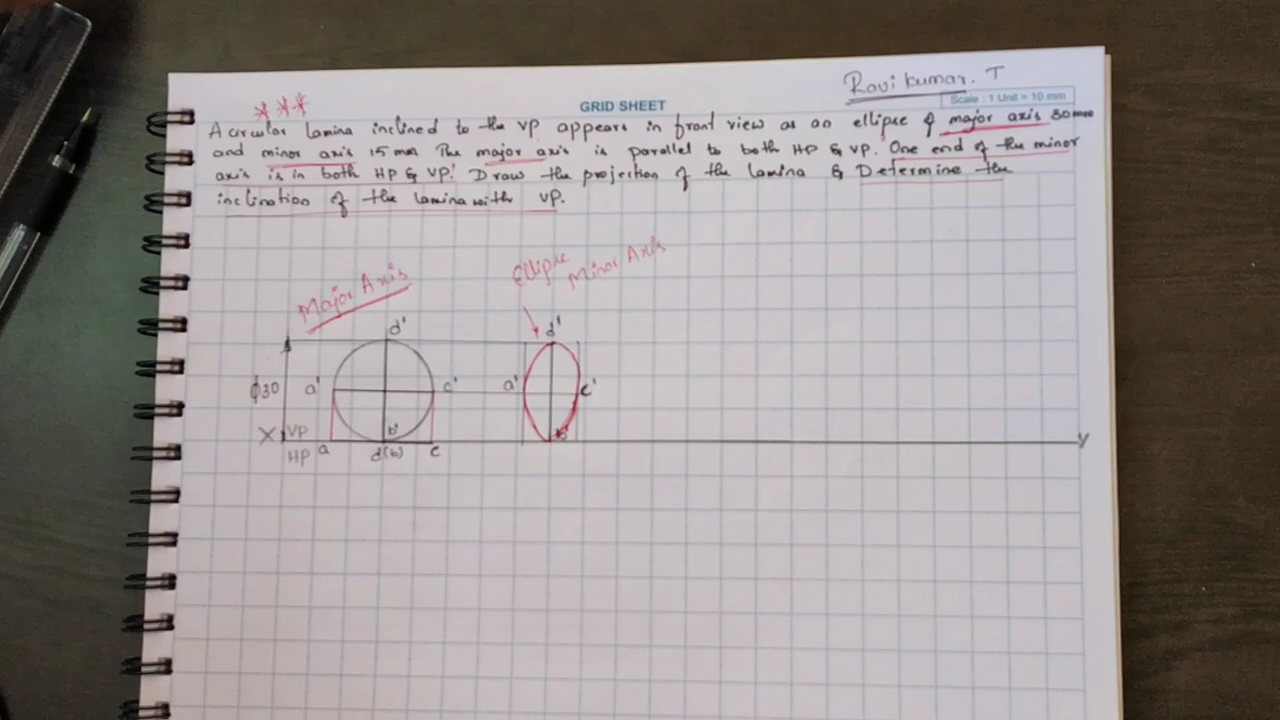 Ravi kumar. T
GRID SHEET
Scale : 1 Unit = 10 mm
A circular lamina inclined to the VP appears in front view as an ellipse of major axis 30mm
and minor axis 15 mm. The major axis is parallel to both HP & VP. One end of the minor
axis is in both HP & VP. Draw the projection of the lamina & Determine the
inclination of the lamina with VP.
Ellipse
Minor Axis
Major Axis
d' d'
φ30 a' c' a' c'
X VP b' b' Y
HP a d(b) c